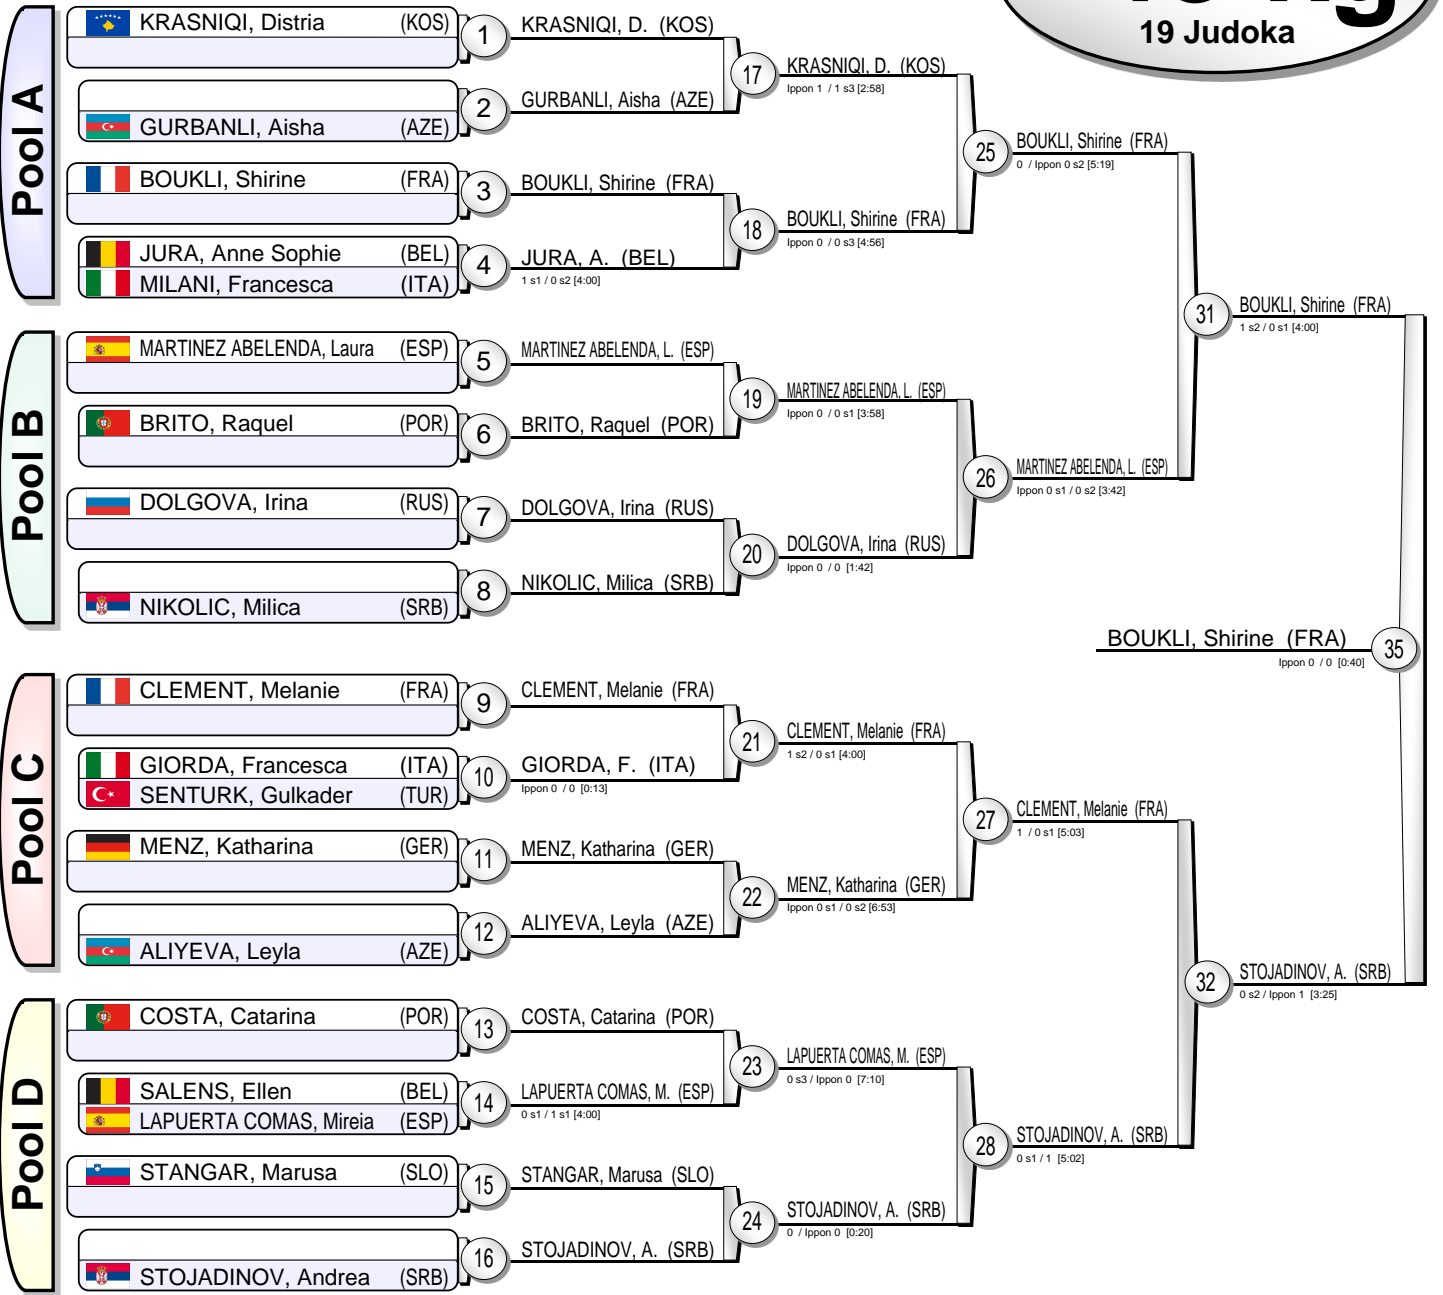 19 Judoka
Pool A
KRASNIQI, Distria (KOS)
1
GURBANLI, Aisha (AZE)
2
BOUKLI, Shirine (FRA)
3
JURA, Anne Sophie (BEL)
MILANI, Francesca (ITA)
4
Pool B
MARTINEZ ABELENDA, Laura (ESP)
5
BRITO, Raquel (POR)
6
DOLGOVA, Irina (RUS)
7
NIKOLIC, Milica (SRB)
8
Pool C
CLEMENT, Melanie (FRA)
9
GIORDA, Francesca (ITA)
SENTURK, Gulkader (TUR)
10
MENZ, Katharina (GER)
11
ALIYEVA, Leyla (AZE)
12
Pool D
COSTA, Catarina (POR)
13
SALENS, Ellen (BEL)
LAPUERTA COMAS, Mireia (ESP)
14
STANGAR, Marusa (SLO)
15
STOJADINOV, Andrea (SRB)
16
KRASNIQI, D. (KOS)
17
GURBANLI, Aisha (AZE)
BOUKLI, Shirine (FRA)
18
JURA, A. (BEL)
1 s1 / 0 s2 [4:00]
MARTINEZ ABELENDA, L. (ESP)
19
BRITO, Raquel (POR)
DOLGOVA, Irina (RUS)
20
NIKOLIC, Milica (SRB)
CLEMENT, Melanie (FRA)
21
GIORDA, F. (ITA)
Ippon 0 / 0 [0:13]
MENZ, Katharina (GER)
22
ALIYEVA, Leyla (AZE)
COSTA, Catarina (POR)
23
LAPUERTA COMAS, M. (ESP)
0 s1 / 1 s1 [4:00]
STANGAR, Marusa (SLO)
24
STOJADINOV, A. (SRB)
KRASNIQI, D. (KOS)
Ippon 1 / 1 s3 [2:58]
25
BOUKLI, Shirine (FRA)
Ippon 0 / 0 s3 [4:56]
MARTINEZ ABELENDA, L. (ESP)
Ippon 0 / 0 s1 [3:58]
26
DOLGOVA, Irina (RUS)
Ippon 0 / 0 [1:42]
CLEMENT, Melanie (FRA)
1 s2 / 0 s1 [4:00]
27
MENZ, Katharina (GER)
Ippon 0 s1 / 0 s2 [6:53]
LAPUERTA COMAS, M. (ESP)
0 s3 / Ippon 0 [7:10]
28
STOJADINOV, A. (SRB)
0 / Ippon 0 [0:20]
BOUKLI, Shirine (FRA)
0 / Ippon 0 s2 [5:19]
31
MARTINEZ ABELENDA, L. (ESP)
Ippon 0 s1 / 0 s2 [3:42]
CLEMENT, Melanie (FRA)
1 / 0 s1 [5:03]
32
STOJADINOV, A. (SRB)
0 s1 / 1 [5:02]
BOUKLI, Shirine (FRA)
1 s2 / 0 s1 [4:00]
STOJADINOV, A. (SRB)
0 s2 / Ippon 1 [3:25]
BOUKLI, Shirine (FRA)
35
Ippon 0 / 0 [0:40]